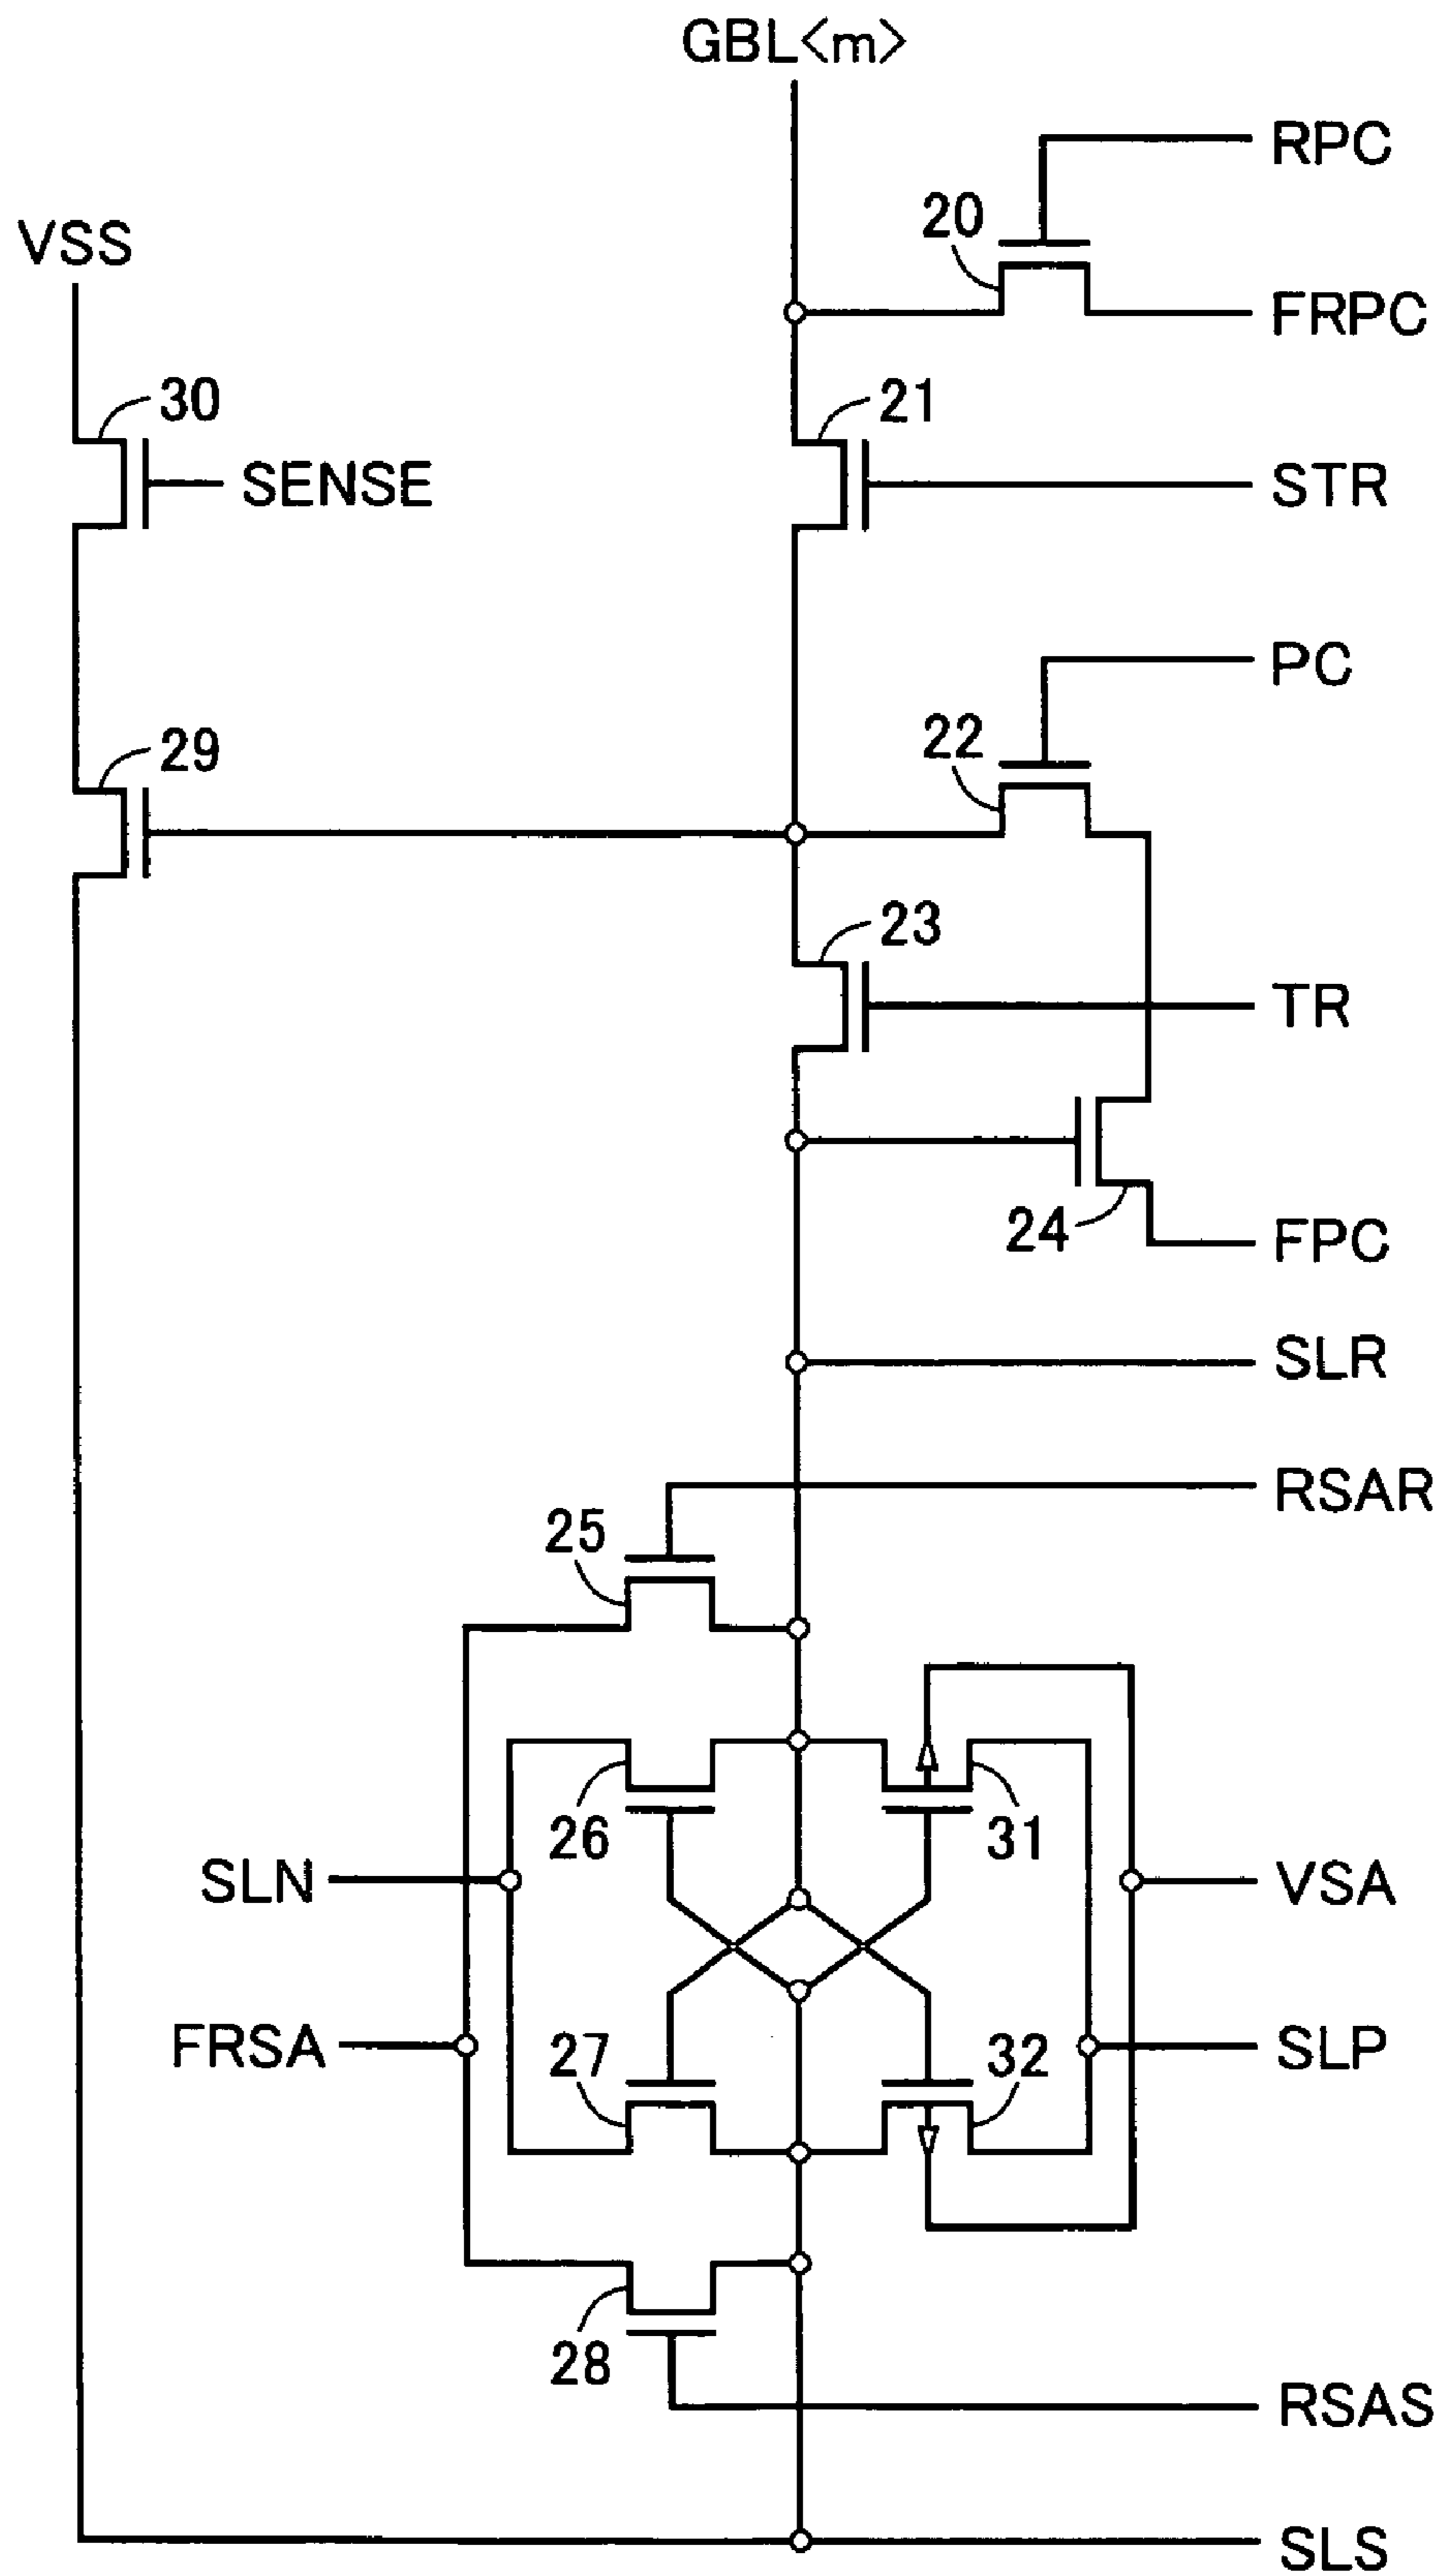 GBL<m>
RPC
20
VSS
FRPC
30
21
SENSE
STR
PC
22
29
23
TR
24
FPC
SLR
RSAR
25
26
31
SLN
VSA
FRSA
27
32
SLP
28
RSAS
SLS